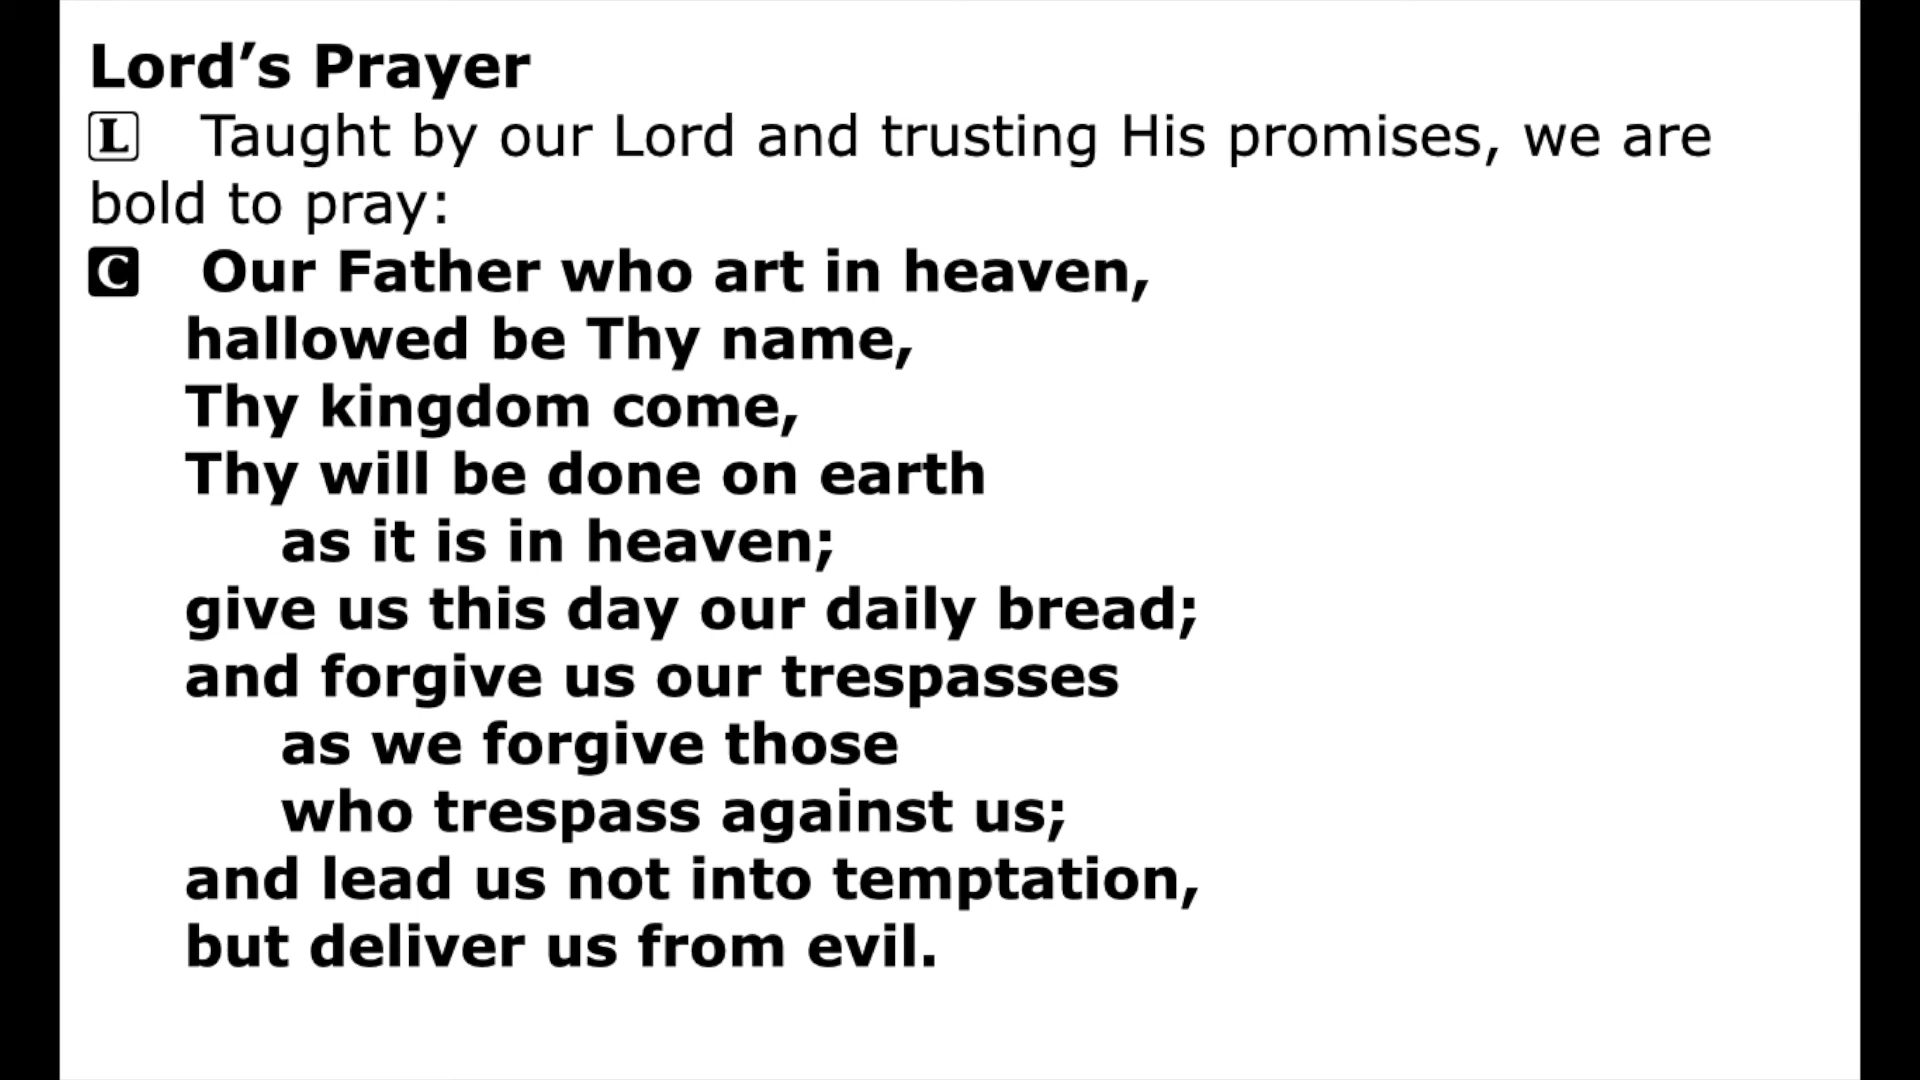 Lord’s Prayer
L Taught by our Lord and trusting His promises, we are
bold to pray:
C Our Father who art in heaven,
hallowed be Thy name,
Thy kingdom come,
Thy will be done on earth
as it is in heaven;
give us this day our daily bread;
and forgive us our trespasses
as we forgive those
who trespass against us;
and lead us not into temptation,
but deliver us from evil.